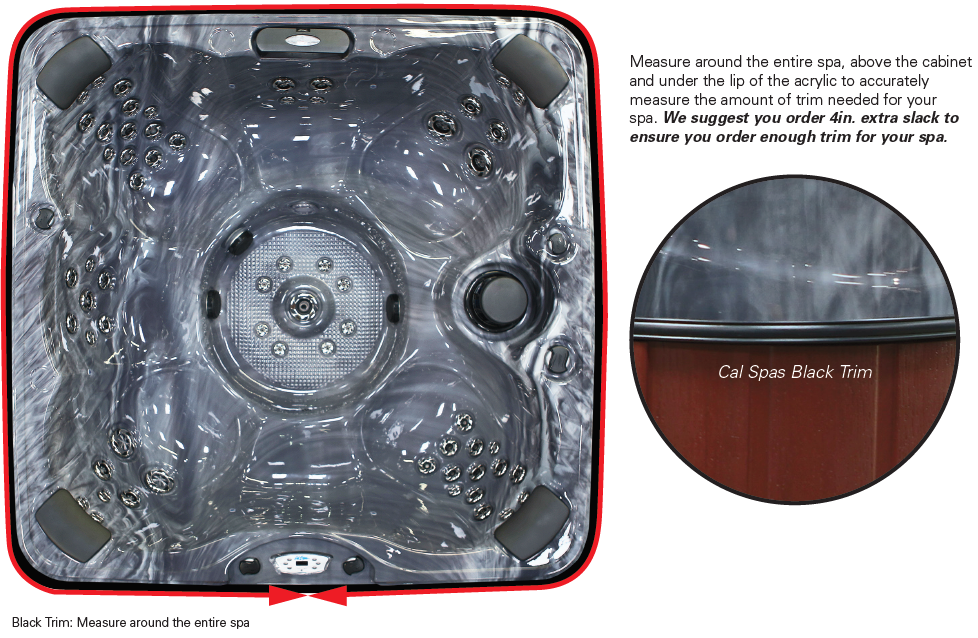 Measure around the entire spa, above the cabinet
and under the lip of the acrylic to accurately
measure the amount of trim needed for your
spa. We suggest you order 4in. extra slack to
ensure you order enough trim for your spa.
Cal Spas Black Trim
Black Trim: Measure around the entire spa